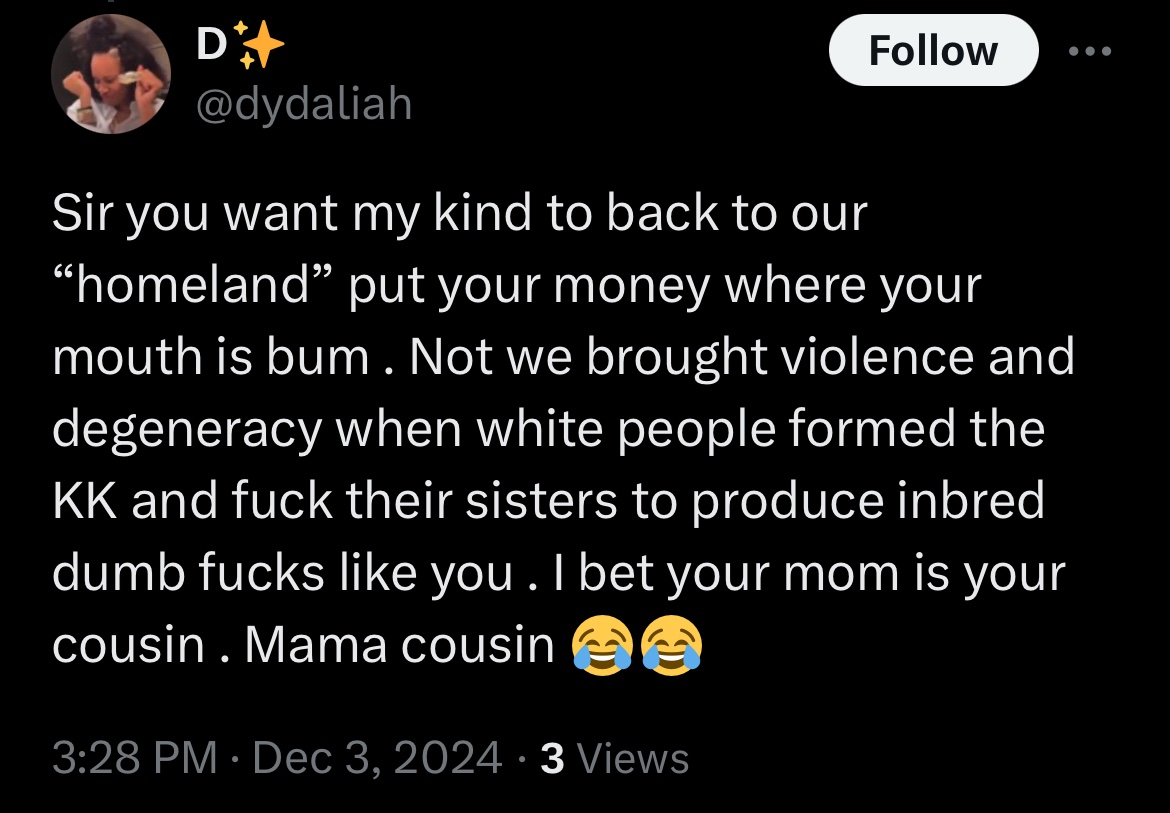 D✨
@dydaliah
Follow
Sir you want my kind to back to our
“homeland” put your money where your
mouth is bum . Not we brought violence and
degeneracy when white people formed the
KK and fuck their sisters to produce inbred
dumb fucks like you . I bet your mom is your
cousin . Mama cousin 😂😂
3:28 PM · Dec 3, 2024 · 3 Views